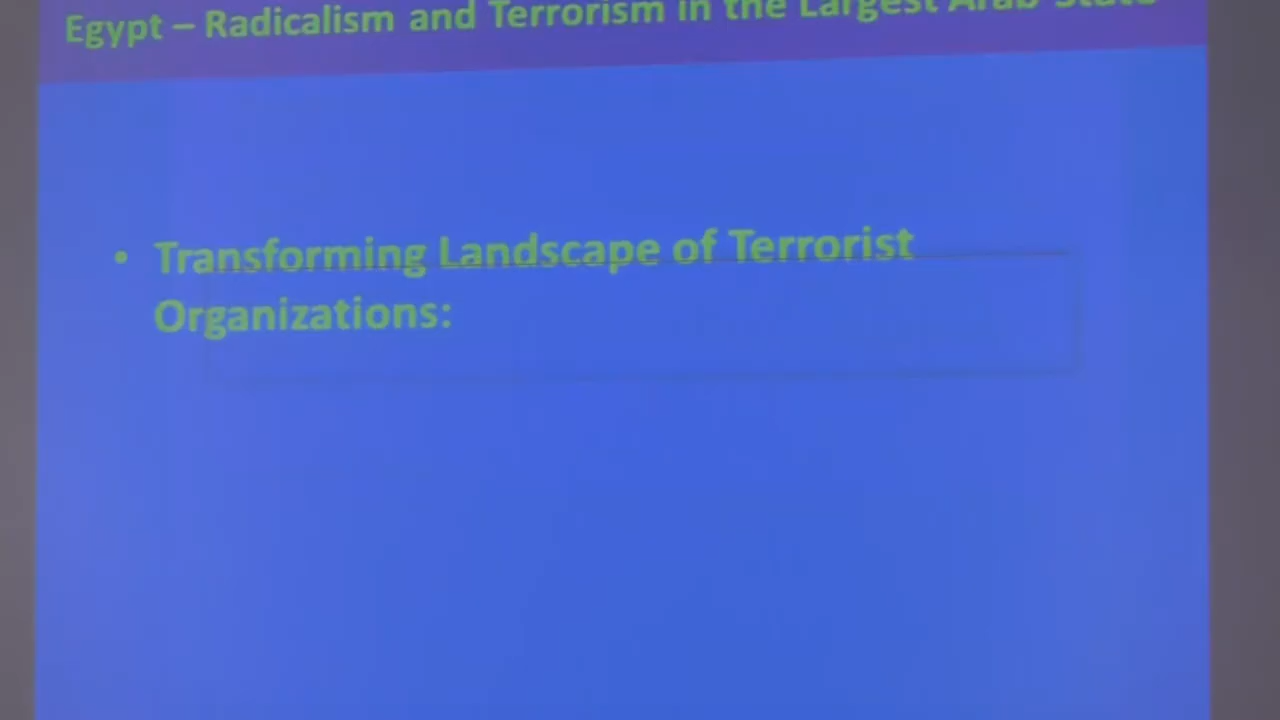 Egypt – Radicalism and Terrorism in the Largest Arab State
• Transforming Landscape of Terrorist
Organizations: